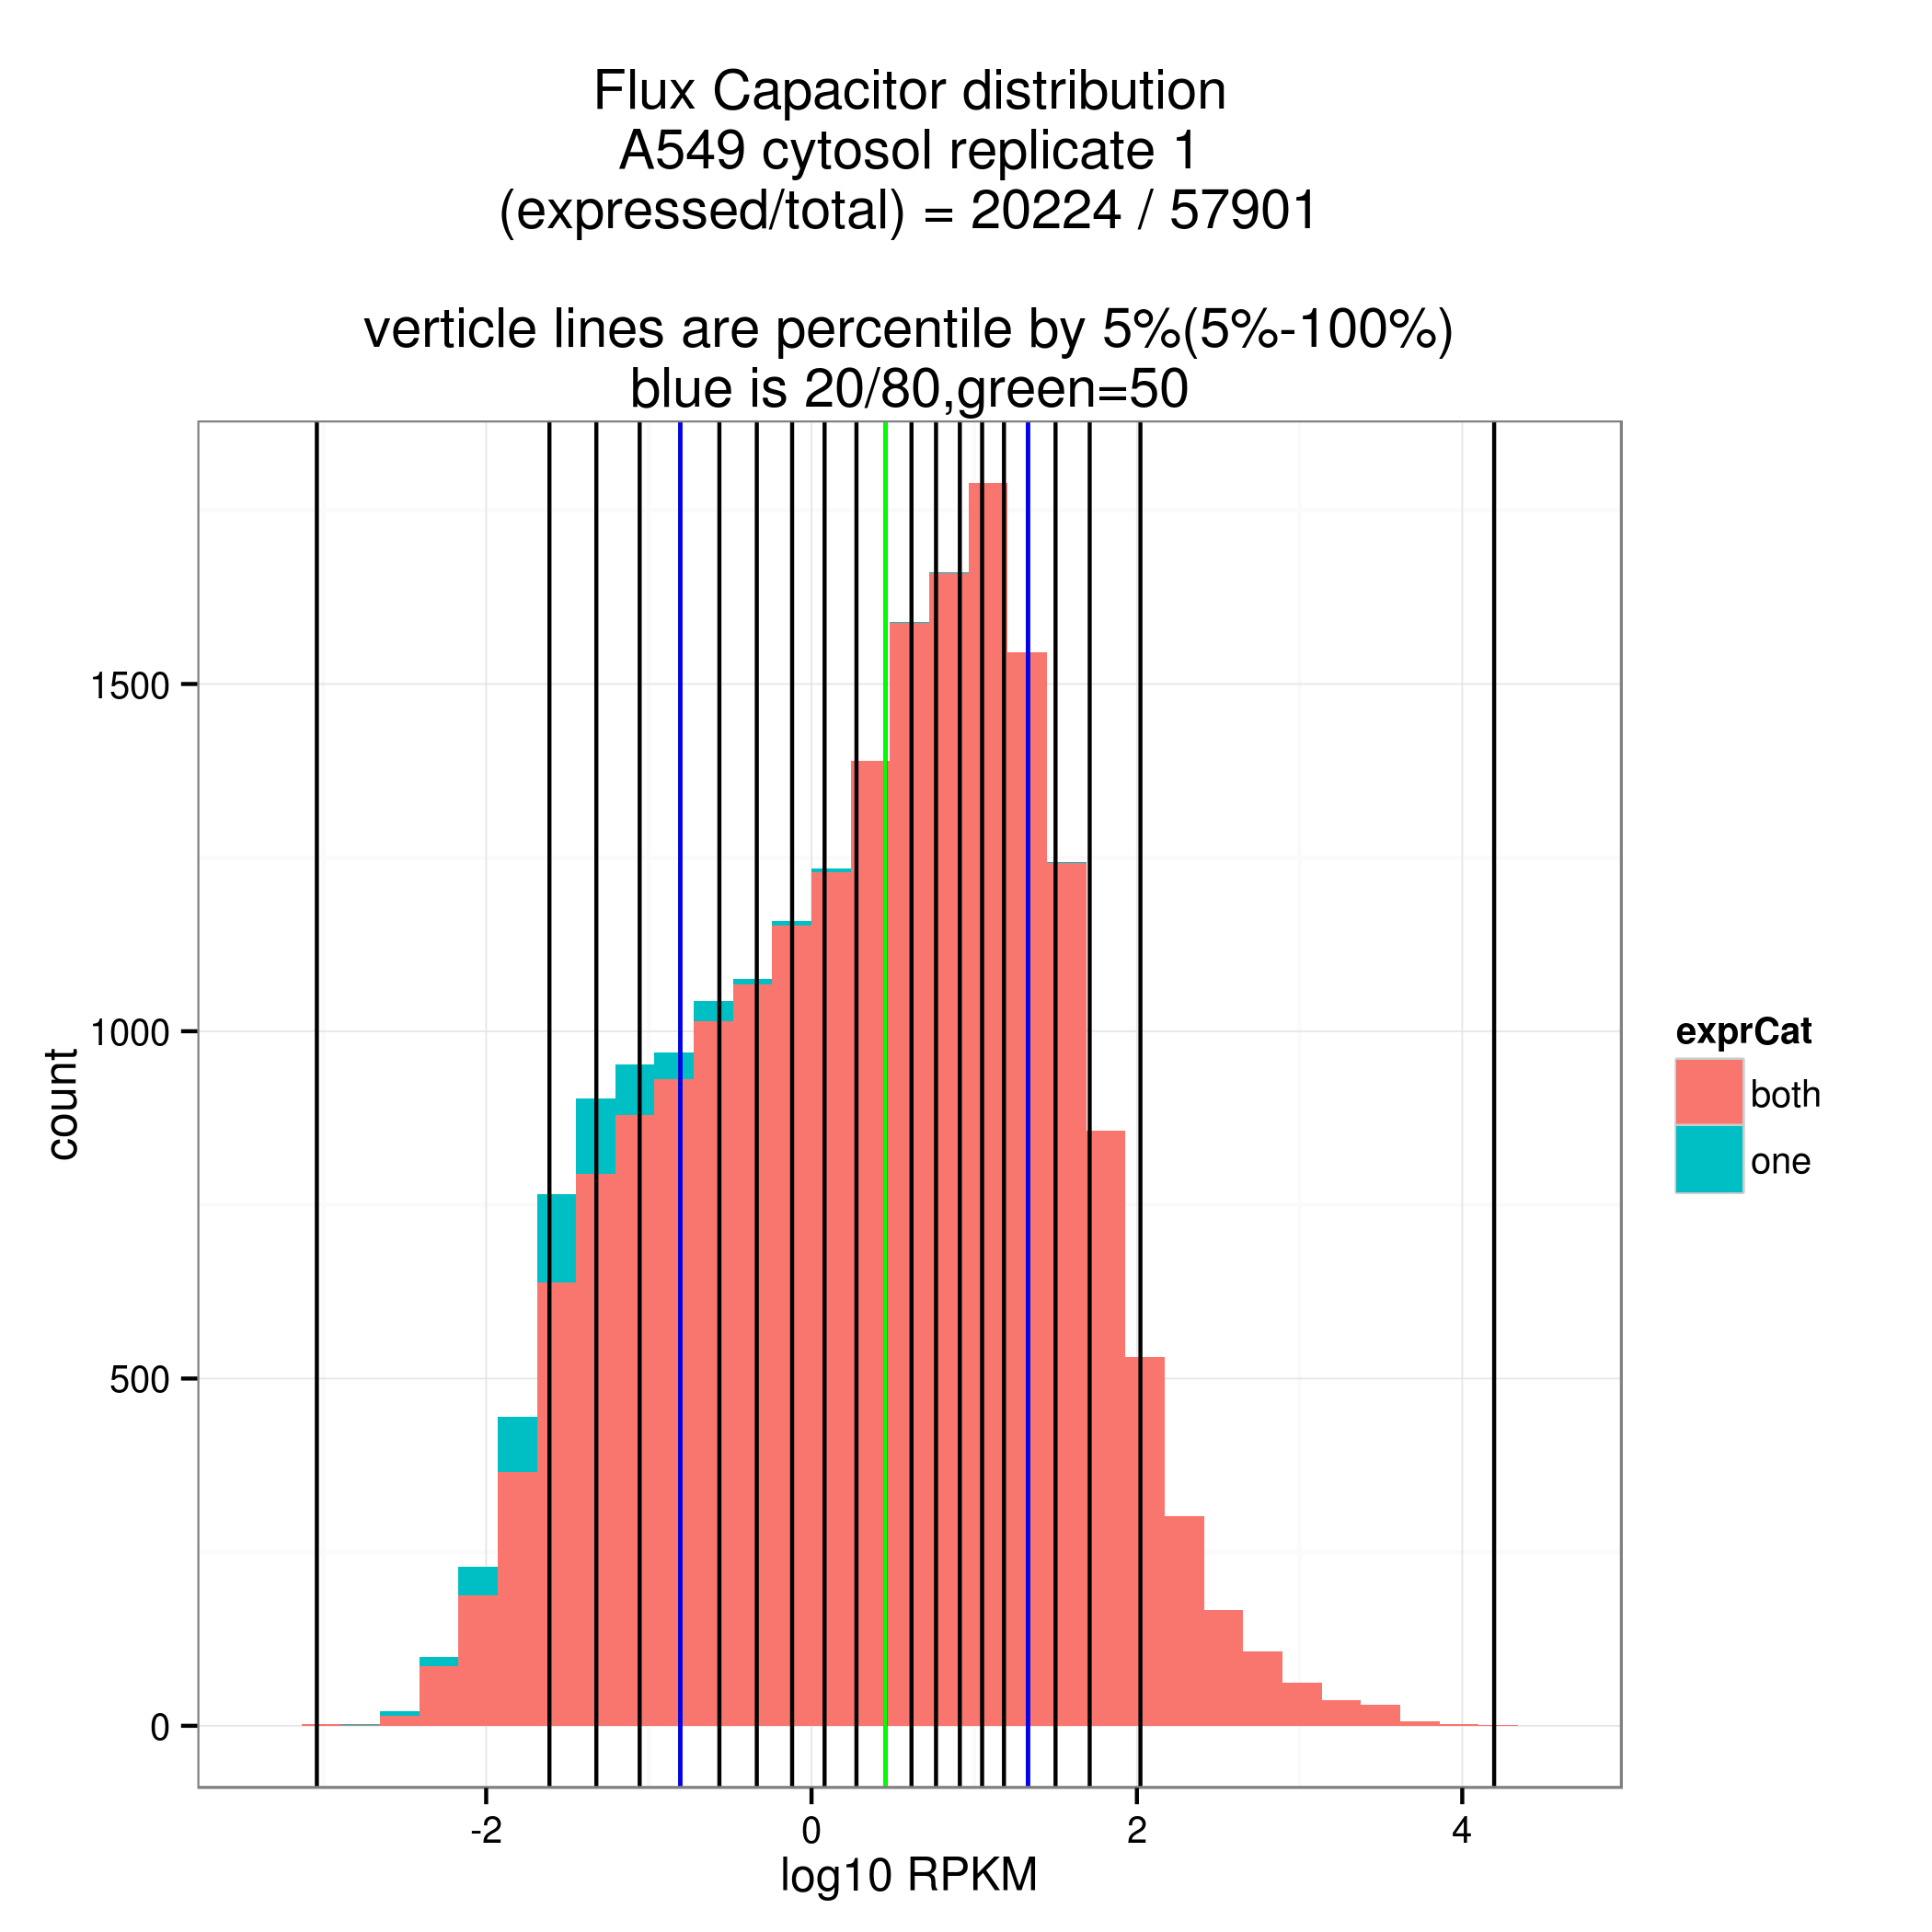 Flux Capacitor distribution
A549 cytosol replicate 1
(expressed/total) = 20224 / 57901
verticle lines are percentile by 5%(5%-100%)
blue is 20/80,green=50
1500
1000
500
0
count
-2
0
2
4
log10 RPKM
exprCat
both
one